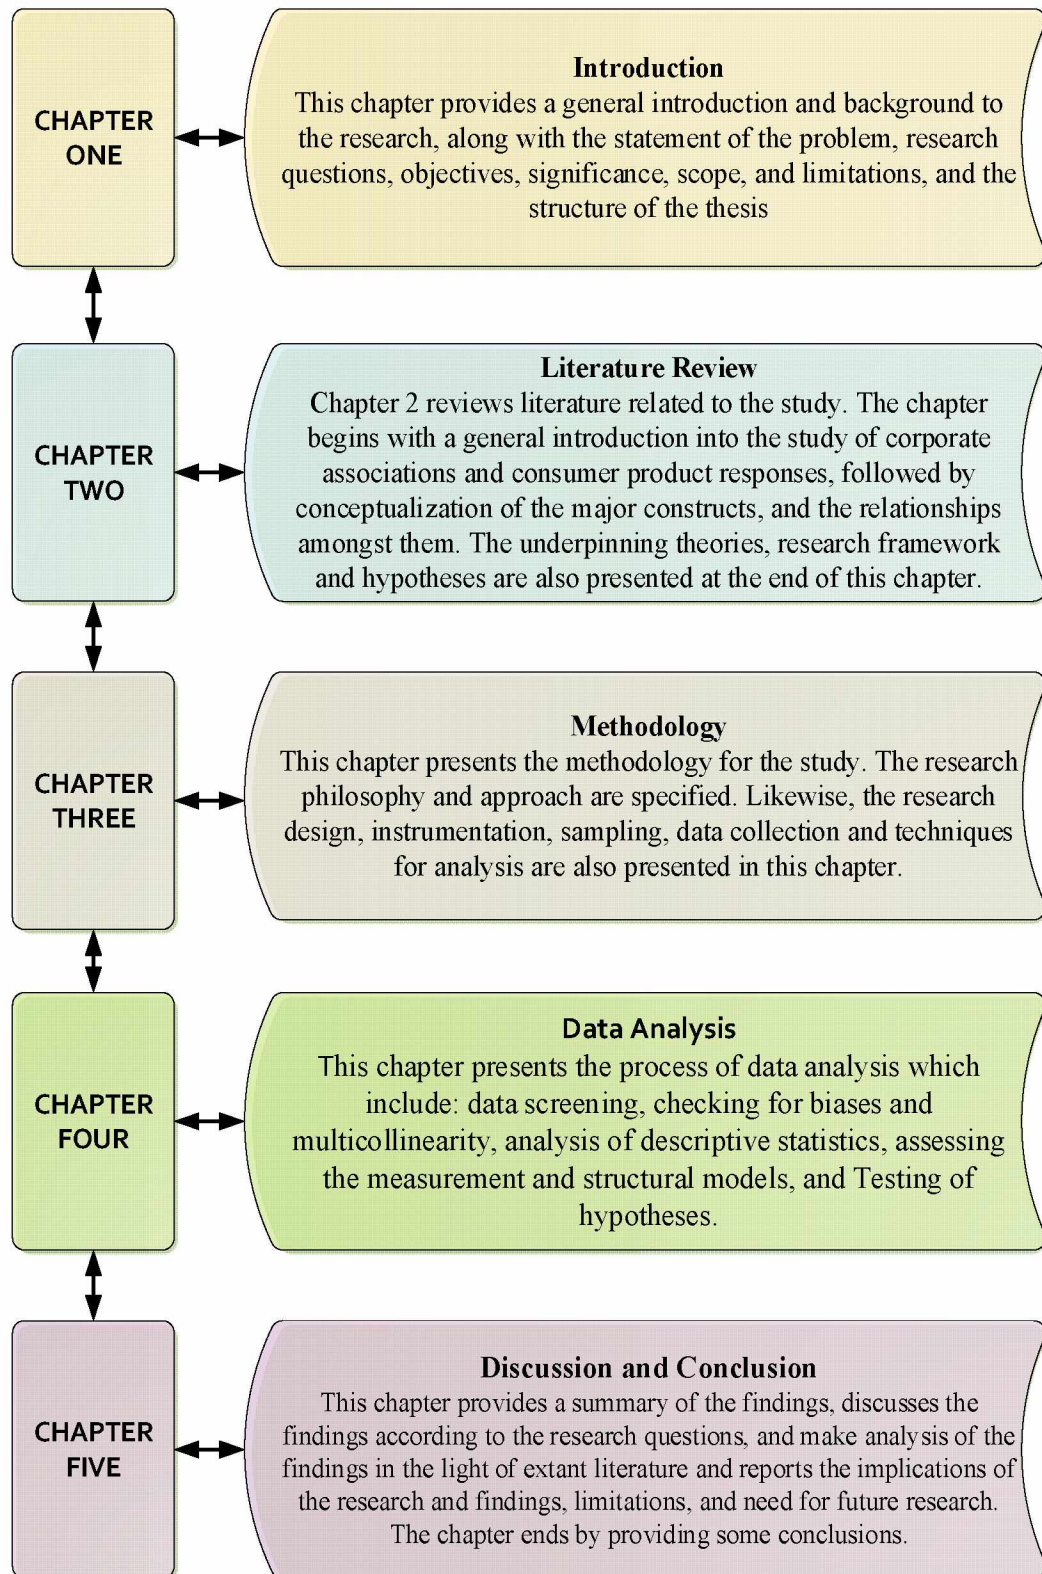 CHAPTER
ONE
Introduction
This chapter provides a general introduction and background to
the research, along with the statement of the problem, research
questions, objectives, significance, scope, and limitations, and the
structure of the thesis
CHAPTER
TWO
Literature Review
Chapter 2 reviews literature related to the study. The chapter
begins with a general introduction into the study of corporate
associations and consumer product responses, followed by
conceptualization of the major constructs, and the relationships
amongst them. The underpinning theories, research framework
and hypotheses are also presented at the end of this chapter.
CHAPTER
THREE
Methodology
This chapter presents the methodology for the study. The research
philosophy and approach are specified. Likewise, the research
design, instrumentation, sampling, data collection and techniques
for analysis are also presented in this chapter.
CHAPTER
FOUR
Data Analysis
This chapter presents the process of data analysis which
include: data screening, checking for biases and
multicollinearity, analysis of descriptive statistics, assessing
the measurement and structural models, and Testing of
hypotheses.
CHAPTER
FIVE
Discussion and Conclusion
This chapter provides a summary of the findings, discusses the
findings according to the research questions, and make analysis of the
findings in the light of extant literature and reports the implications of
the research and findings, limitations, and need for future research.
The chapter ends by providing some conclusions.